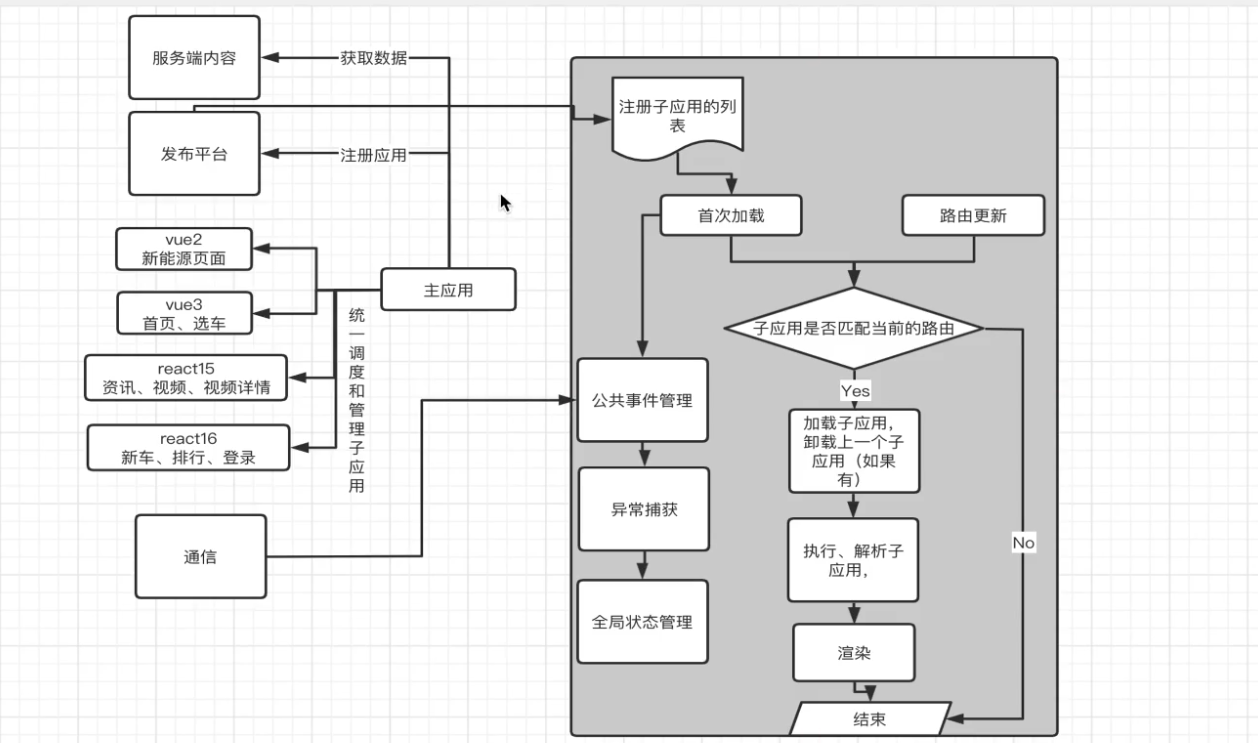 服务端内容
获取数据
发布平台
注册应用
vue2
新能源页面
vue3
首页、选车
react15
资讯、视频、视频详情
react16
新车、排行、登录
主应用
统一调度和管理子应用
通信
注册子应用的列
表
首次加载
路由更新
子应用是否匹配当前的路由
Yes
No
公共事件管理
异常捕获
全局状态管理
加载子应用，
卸载上一个子
应用（如果
有）
执行、解析子
应用，
渲染
结束